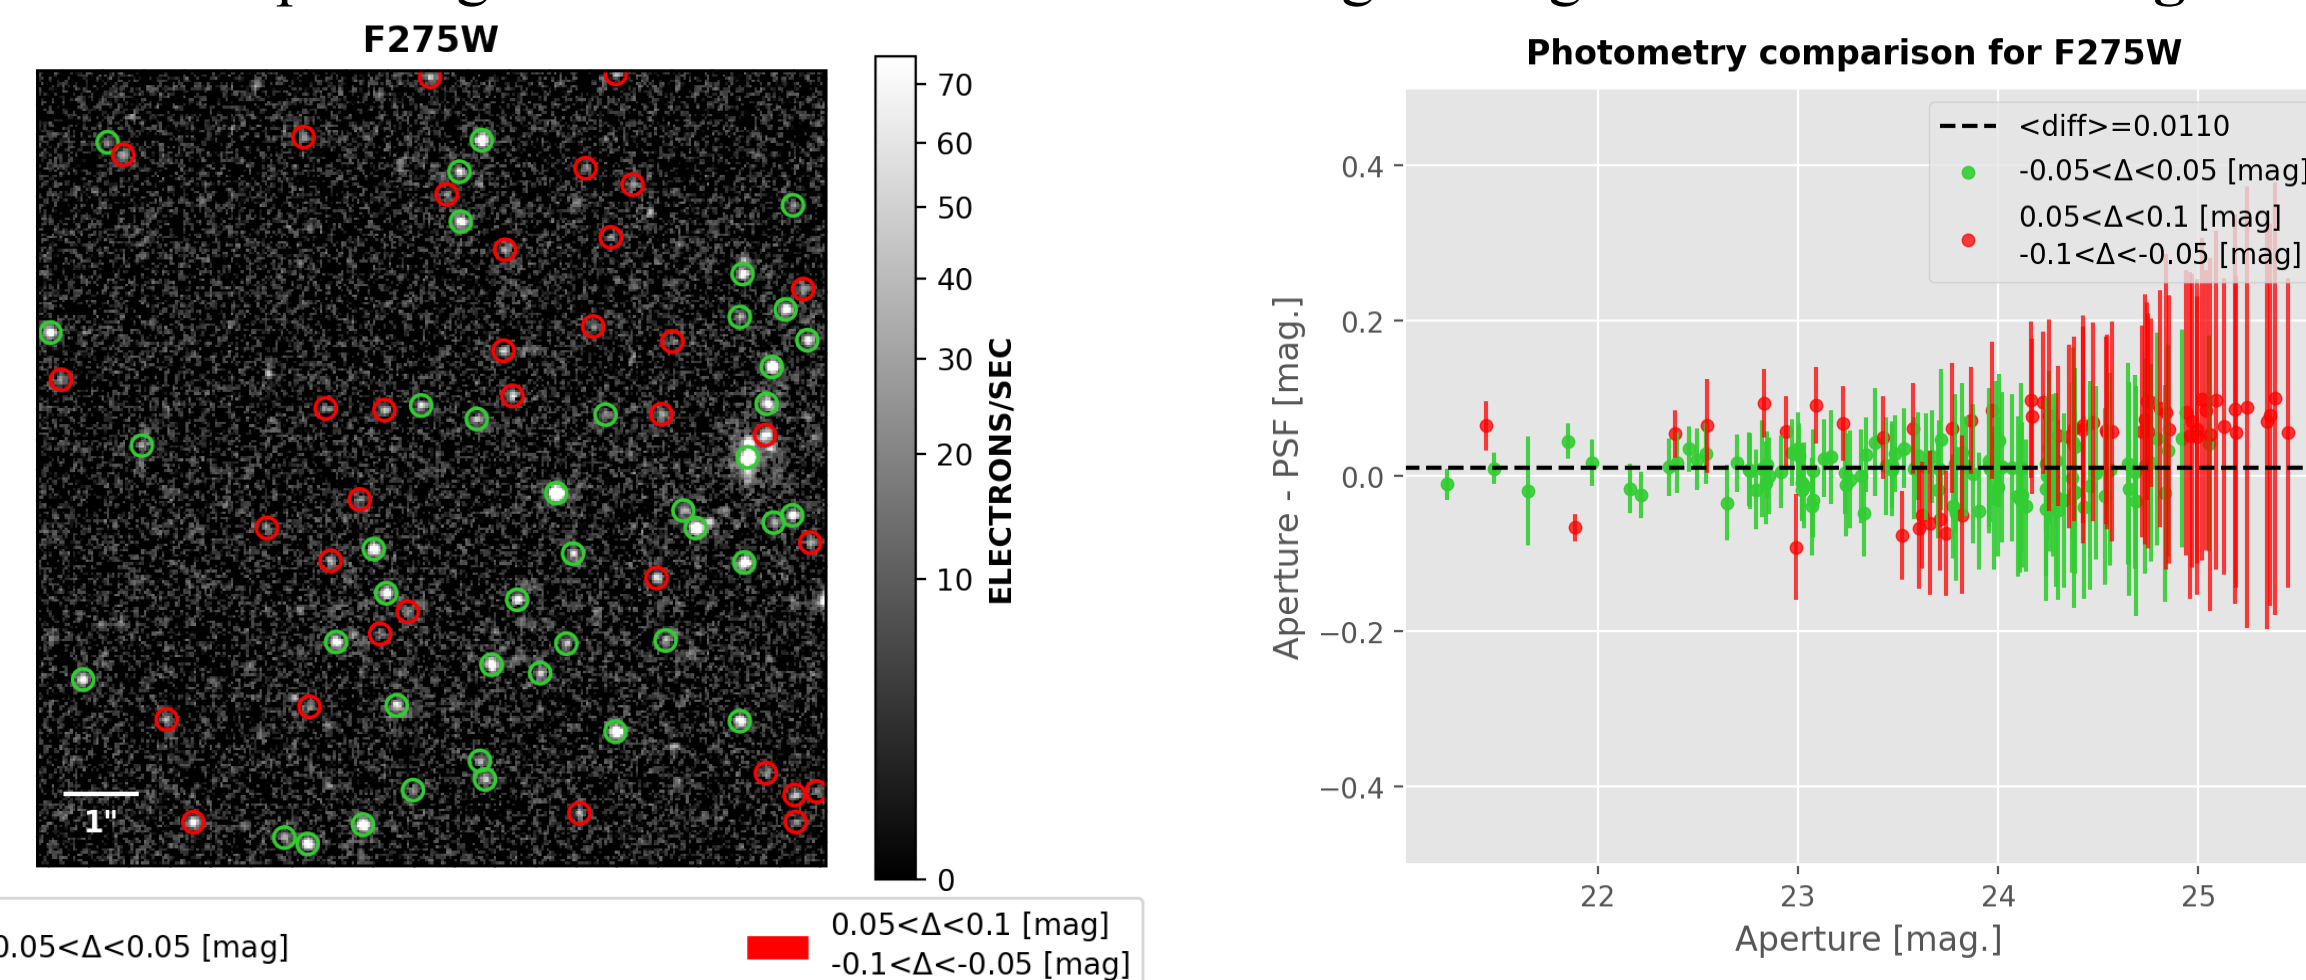 F275W
70
60
50
40
30
20
10
0
ELECTRONS/SEC
1"
0.05<Δ<0.05 [mag]
0.05<Δ<0.1 [mag]
-0.1<Δ<-0.05 [mag]
Photometry comparison for F275W
<diff>=0.0110
-0.05<Δ<0.05 [mag]
0.05<Δ<0.1 [mag]
-0.1<Δ<-0.05 [mag]
0.4
0.2
0.0
−0.2
−0.4
Aperture - PSF [mag.]
22
23
24
25
Aperture [mag.]